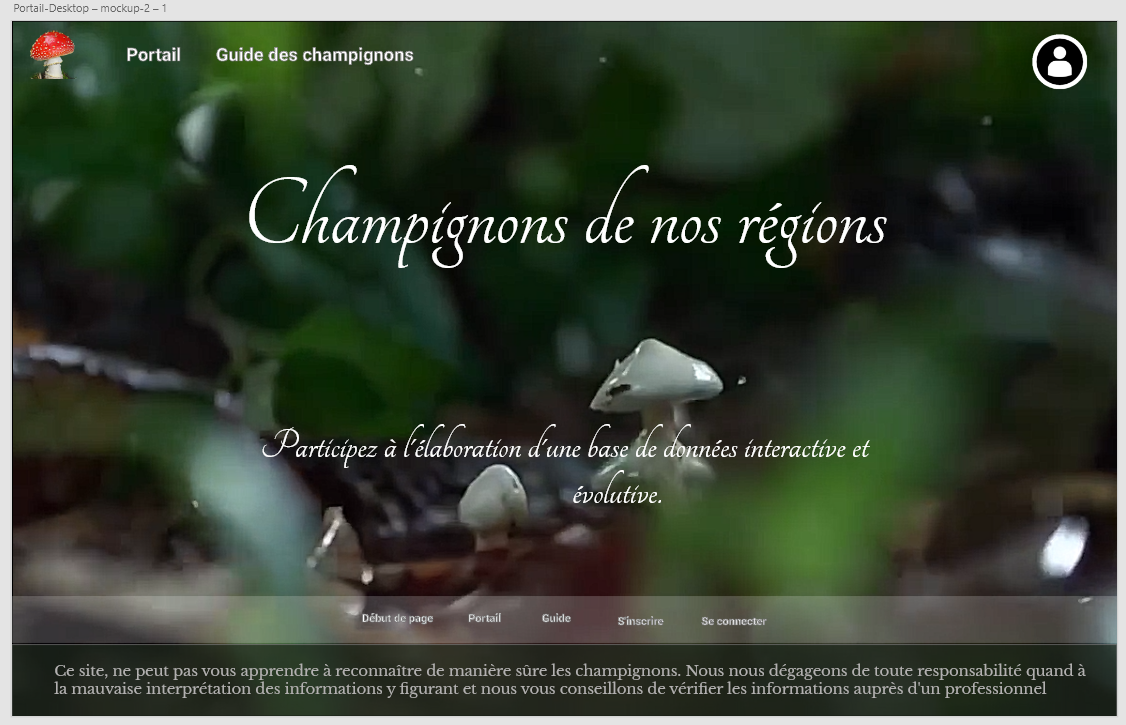 Portail-Desktop – mockup-2 – 1
Portail Guide des champignons
Champignons de nos régions
Participez à l'élaboration d'une base de données interactive et
évolutive.
Début de page Portail Guide S'inscrire Se connecter
Ce site, ne peut pas vous apprendre à reconnaître de manière sûre les champignons. Nous nous dégageons de toute responsabilité quand à
la mauvaise interprétation des informations y figurant et nous vous conseillons de vérifier les informations auprès d'un professionnel